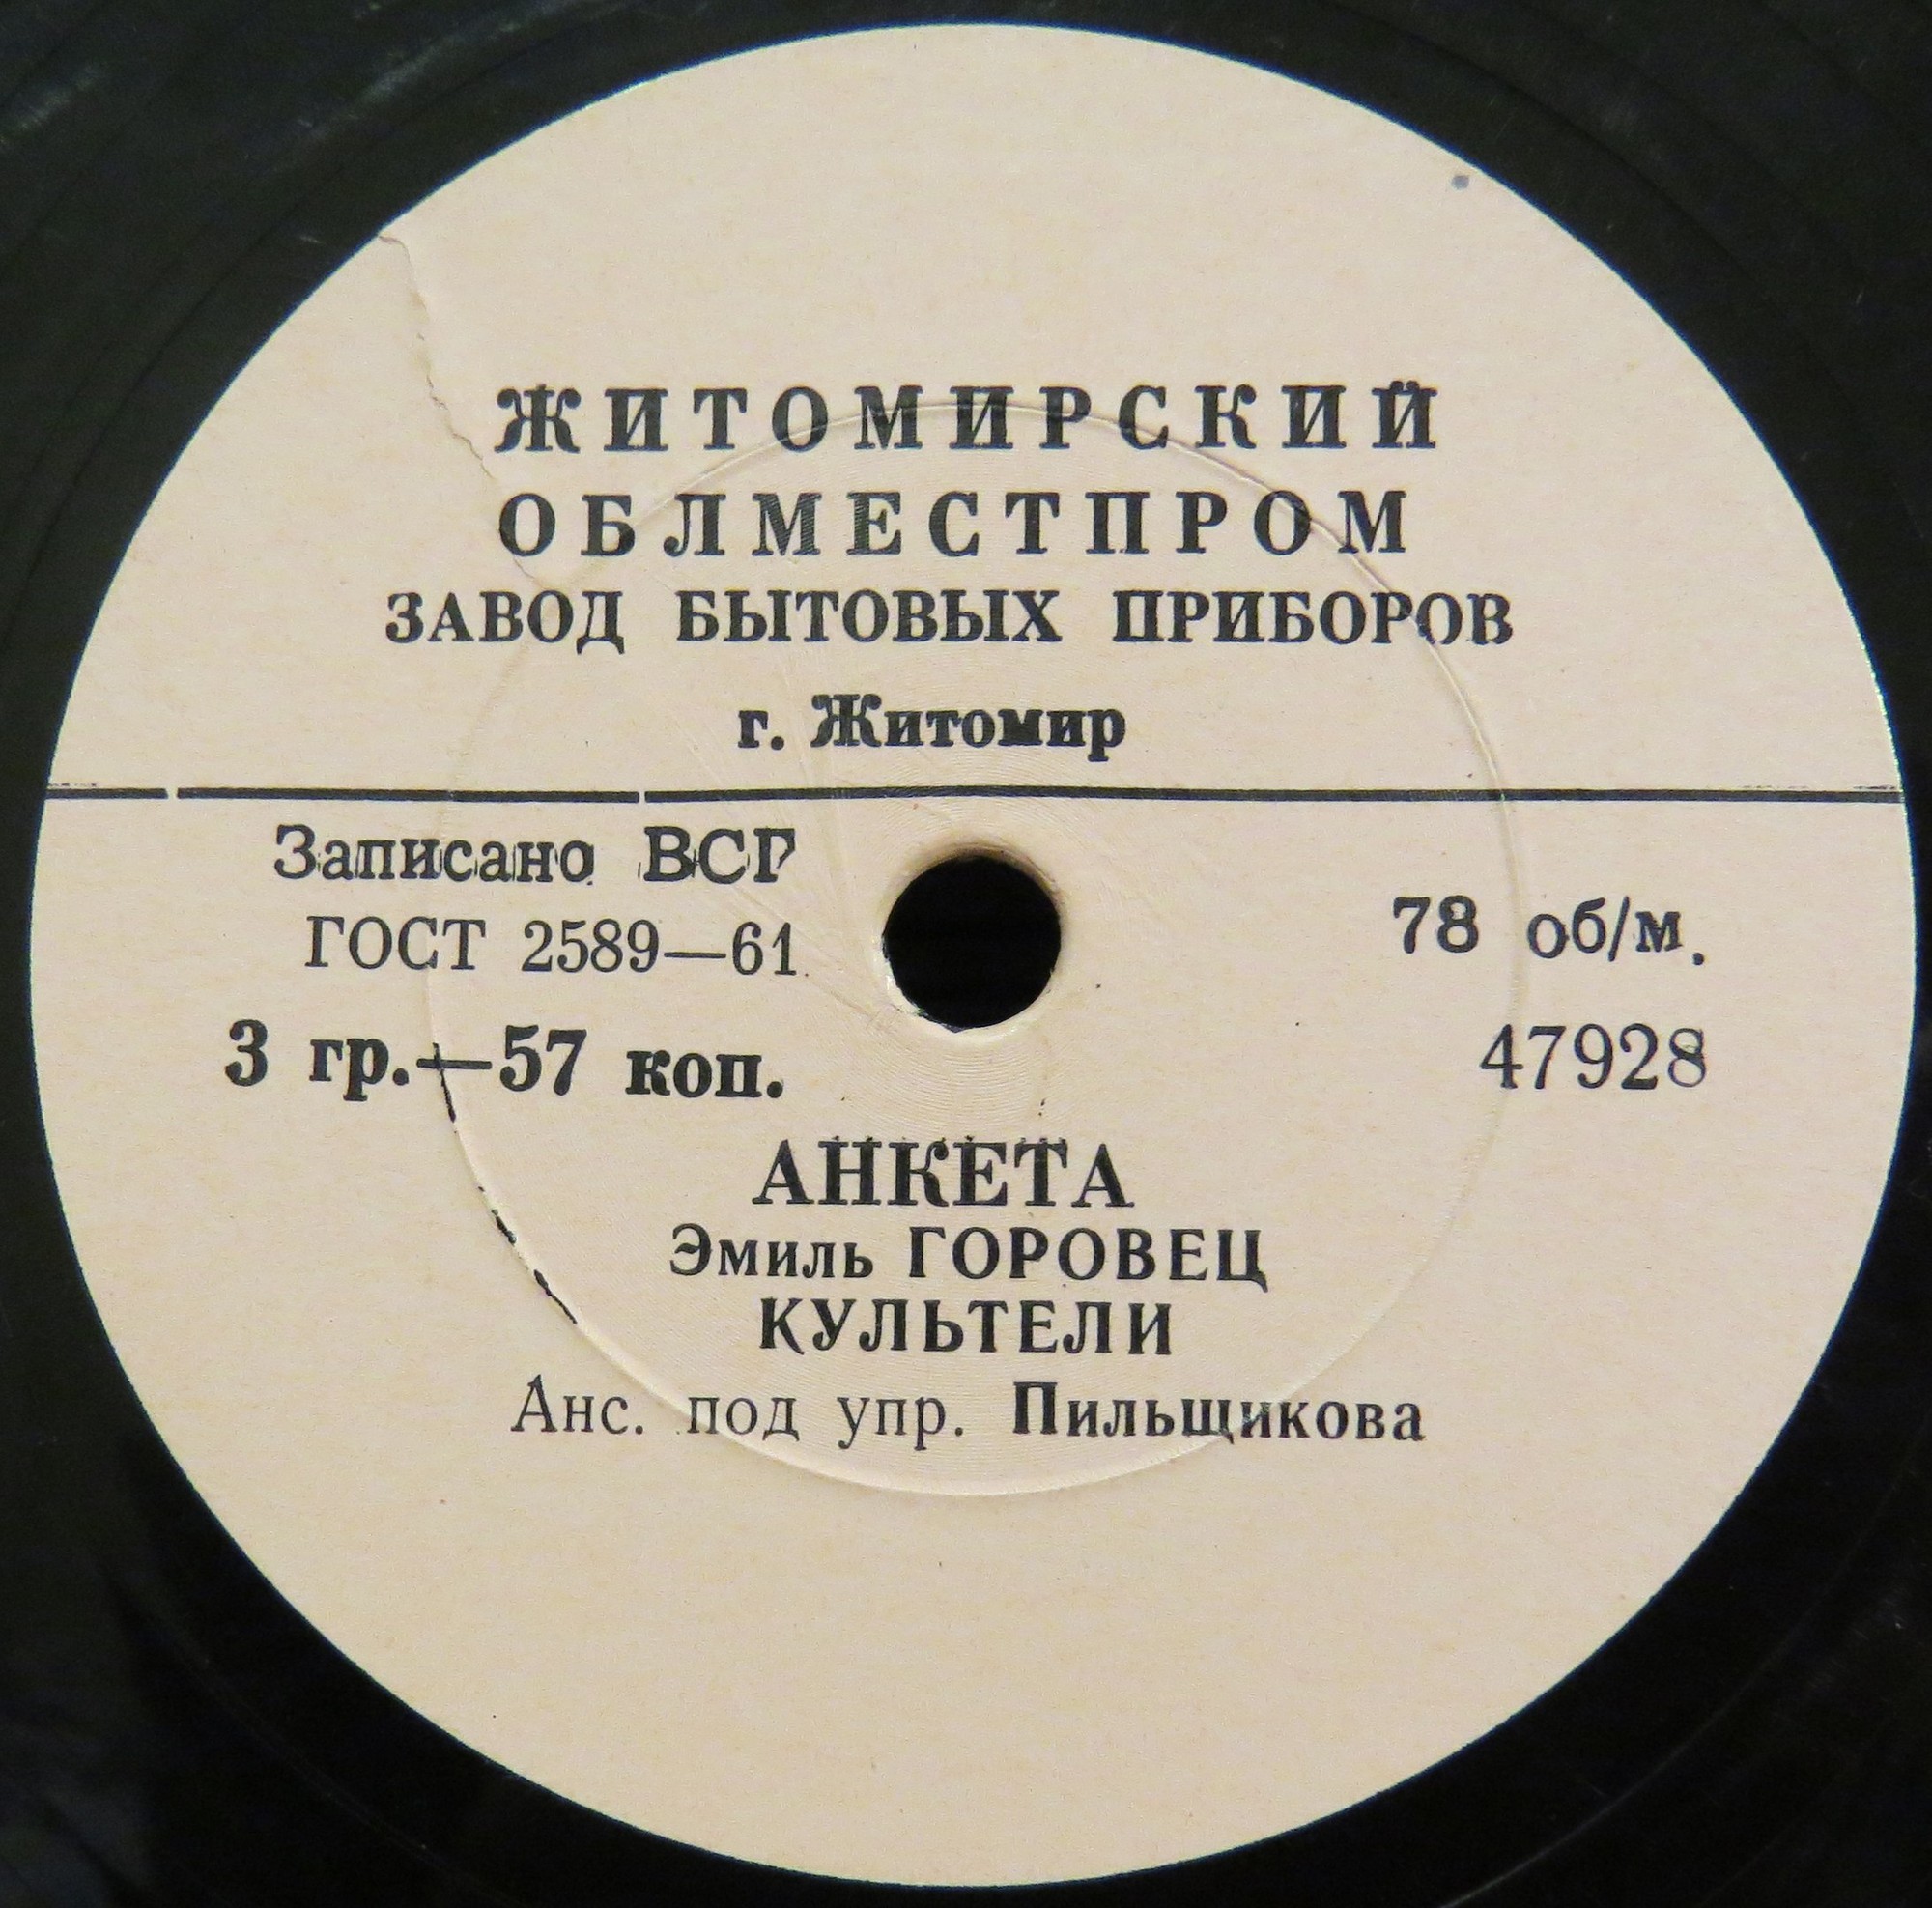 ЖИТОМИРСКИЙ
ОБЛМЕСТПРОМ
ЗАВОД БЫТОВЫХ ПРИБОРОВ
г. Житомир
Записано ВСГ
ГОСТ 2589—61
78 об/м.
3 гр.—57 коп.
47928
АНКЕТА
Эмиль ГОРОВЕЦ
КУЛЬТЕЛИ
Анс. под упр. Пильщикова